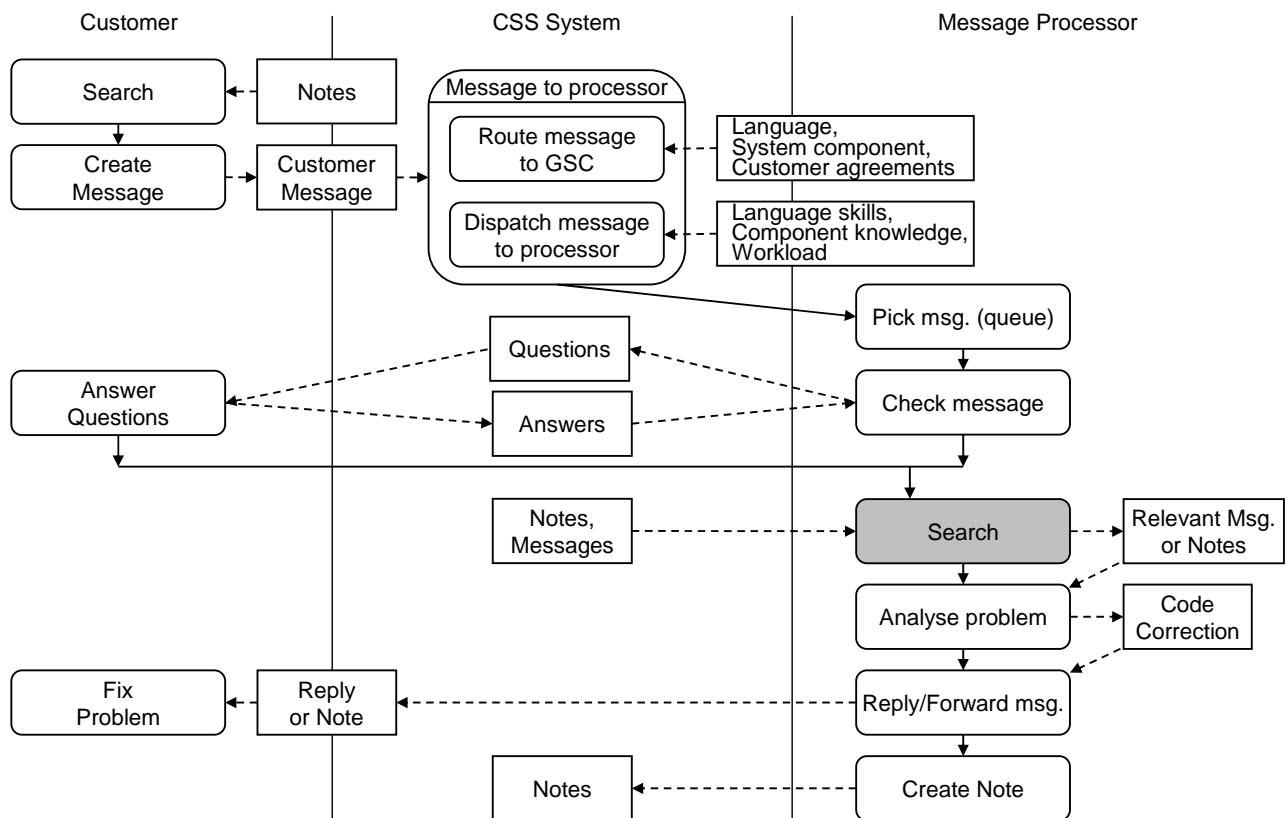 Customer
CSS System
Message Processor
Search
Notes
Message to processor
Route message
to GSC
Language,
System component,
Customer agreements
Create
Message
Customer
Message
Dispatch message
to processor
Language skills,
Component knowledge,
Workload
Pick msg. (queue)
Questions
Answer
Questions
Check message
Answers
Notes,
Messages
Search
Relevant Msg.
or Notes
Analyse problem
Code
Correction
Fix
Problem
Reply
or Note
Reply/Forward msg.
Notes
Create Note